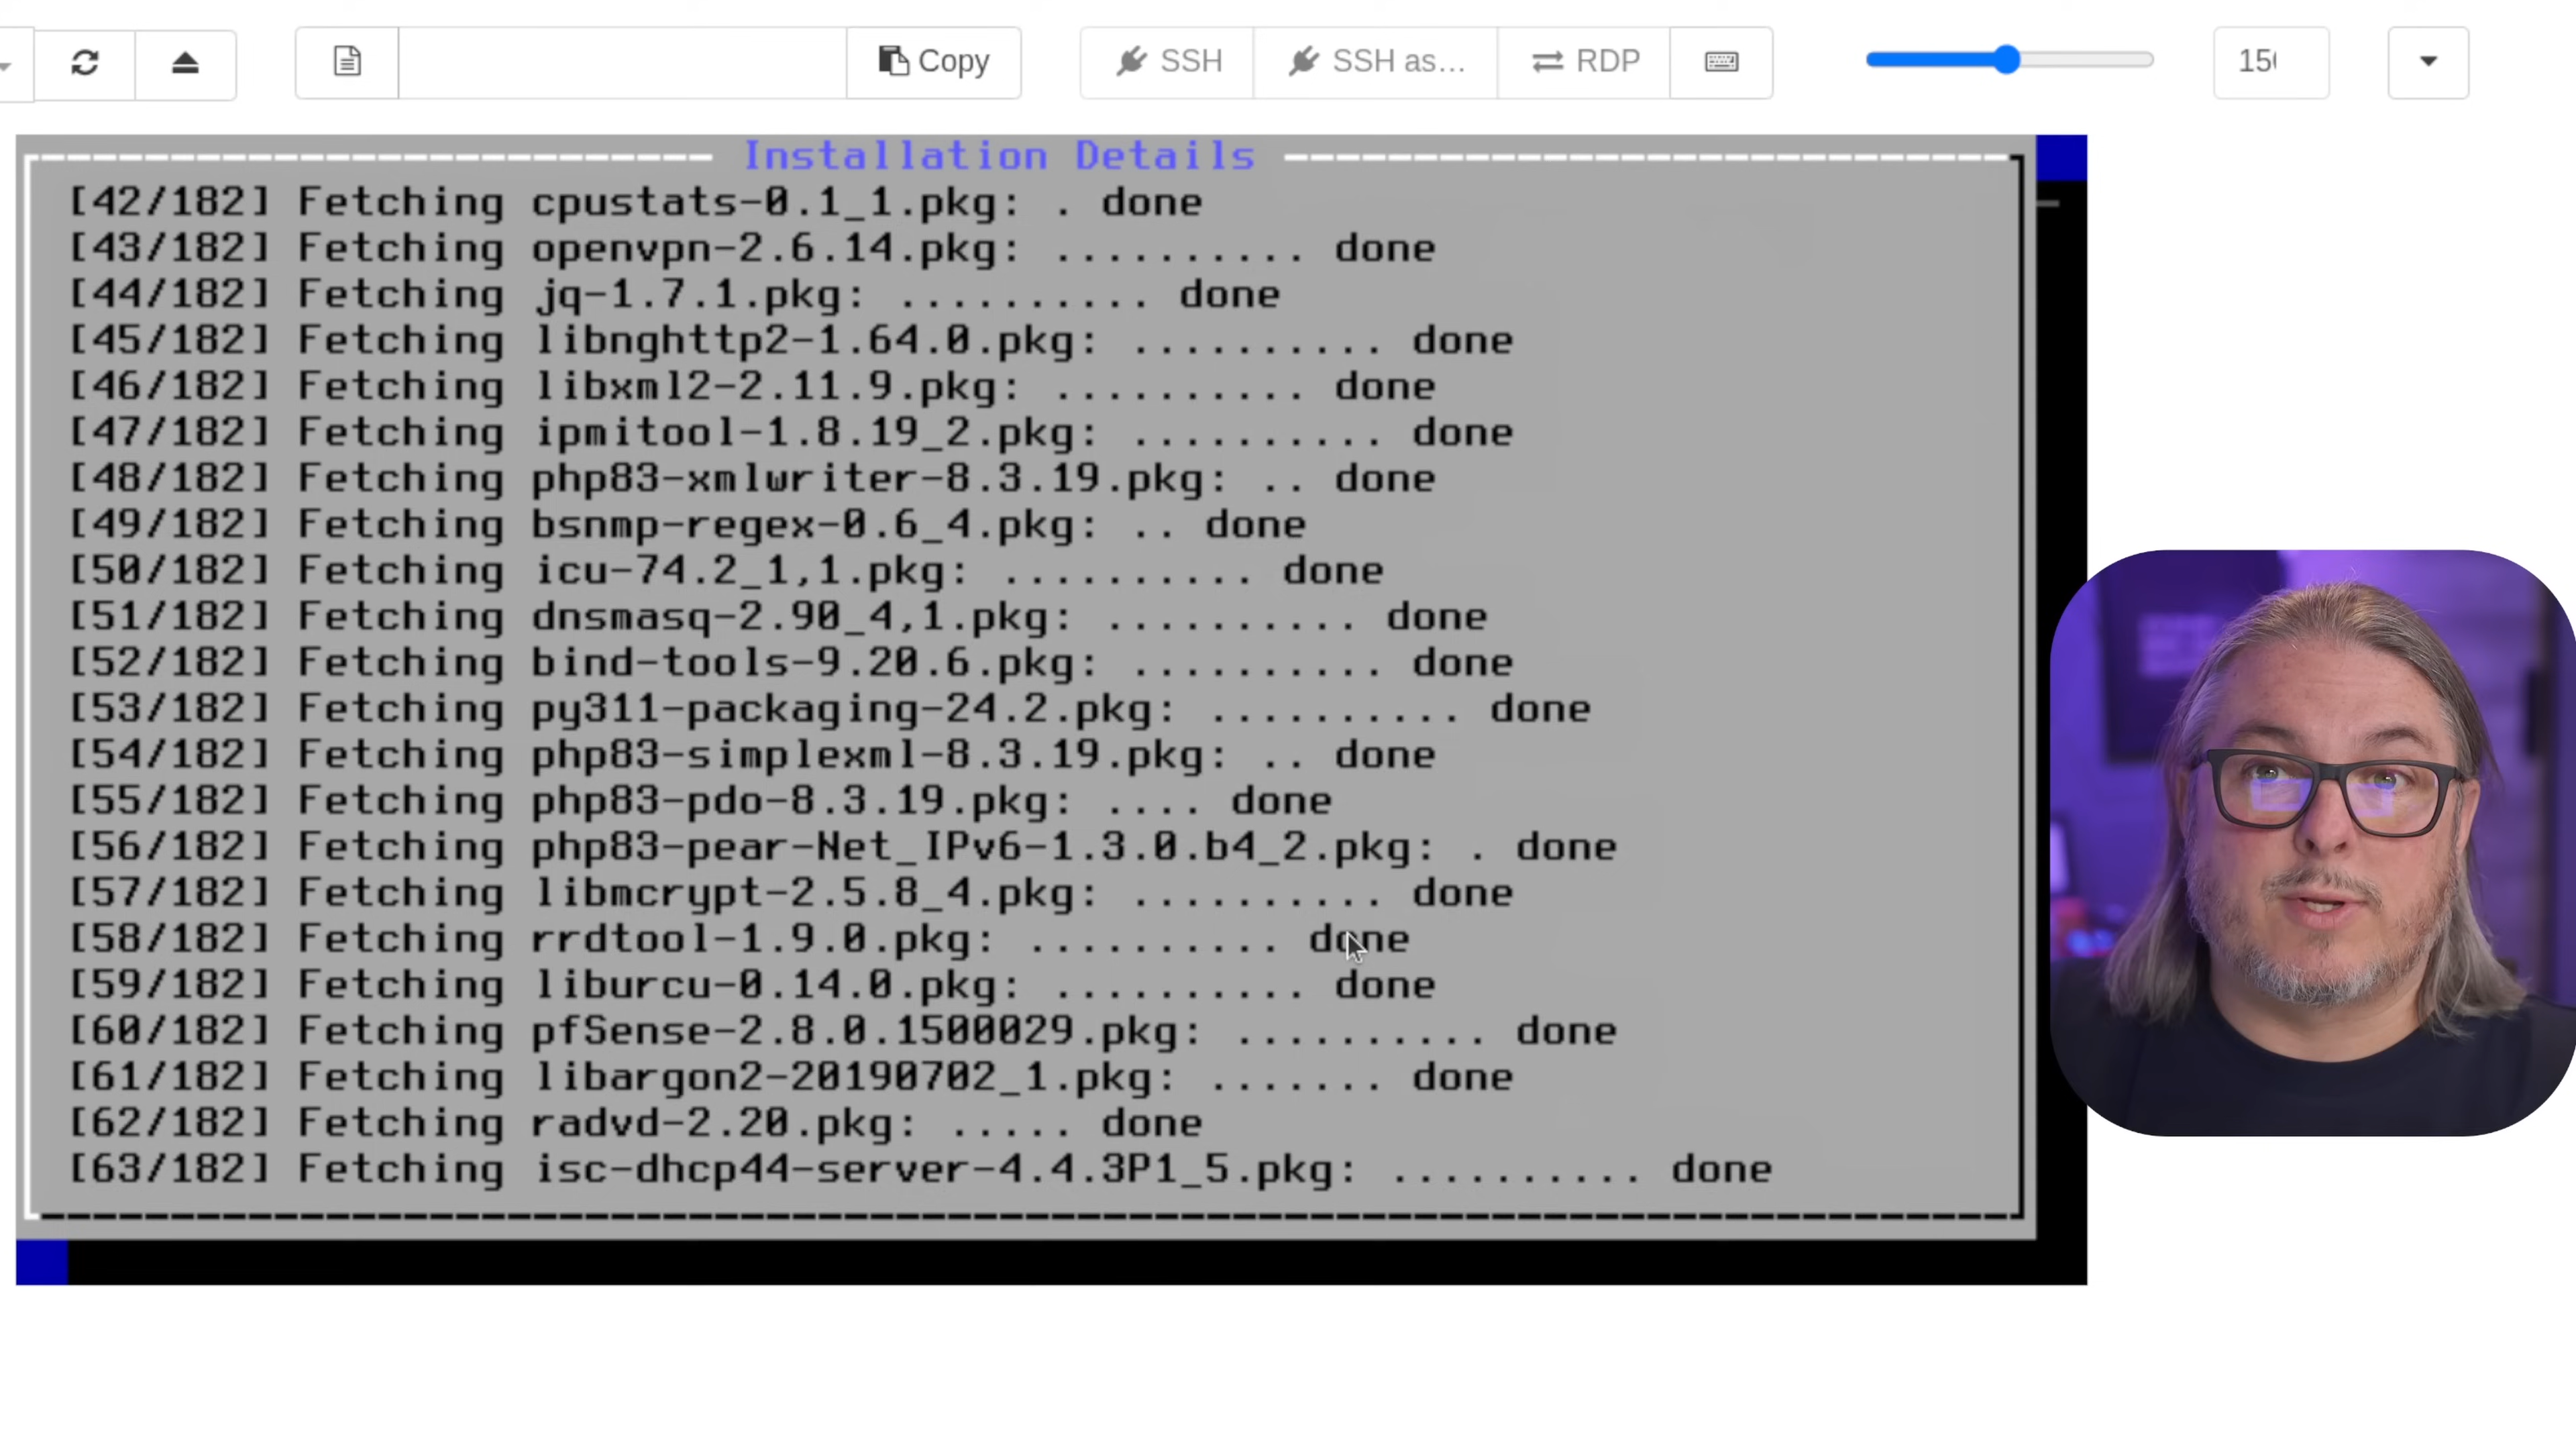 Copy SSH SSH as... RDP
Installation Details
[42/182] Fetching cpustats-0.1_1.pkg: . done
[43/182] Fetching openvpn-2.6.14.pkg: .......... done
[44/182] Fetching jq-1.7.1.pkg: .......... done
[45/182] Fetching libnghttp2-1.64.0.pkg: .......... done
[46/182] Fetching libxml2-2.11.9.pkg: .......... done
[47/182] Fetching ipmitool-1.8.19_2.pkg: .......... done
[48/182] Fetching php83-xmlwriter-8.3.19.pkg: .. done
[49/182] Fetching bsnmp-regex-0.6_4.pkg: .. done
[50/182] Fetching icu-74.2_1,1.pkg: .......... done
[51/182] Fetching dnsmasq-2.90_4,1.pkg: .......... done
[52/182] Fetching bind-tools-9.20.6.pkg: .......... done
[53/182] Fetching py311-packaging-24.2.pkg: .......... done
[54/182] Fetching php83-simplexml-8.3.19.pkg: .. done
[55/182] Fetching php83-pdo-8.3.19.pkg: .... done
[56/182] Fetching php83-pear-Net_IPv6-1.3.0.b4_2.pkg: . done
[57/182] Fetching libmcrypt-2.5.8_4.pkg: .......... done
[58/182] Fetching rrdtool-1.9.0.pkg: .......... done
[59/182] Fetching liburcu-0.14.0.pkg: .......... done
[60/182] Fetching pfSense-2.8.0.1500029.pkg: .......... done
[61/182] Fetching libargon2-20190702_1.pkg: ....... done
[62/182] Fetching radvd-2.20.pkg: ..... done
[63/182] Fetching isc-dhcp44-server-4.4.3P1_5.pkg: .......... done